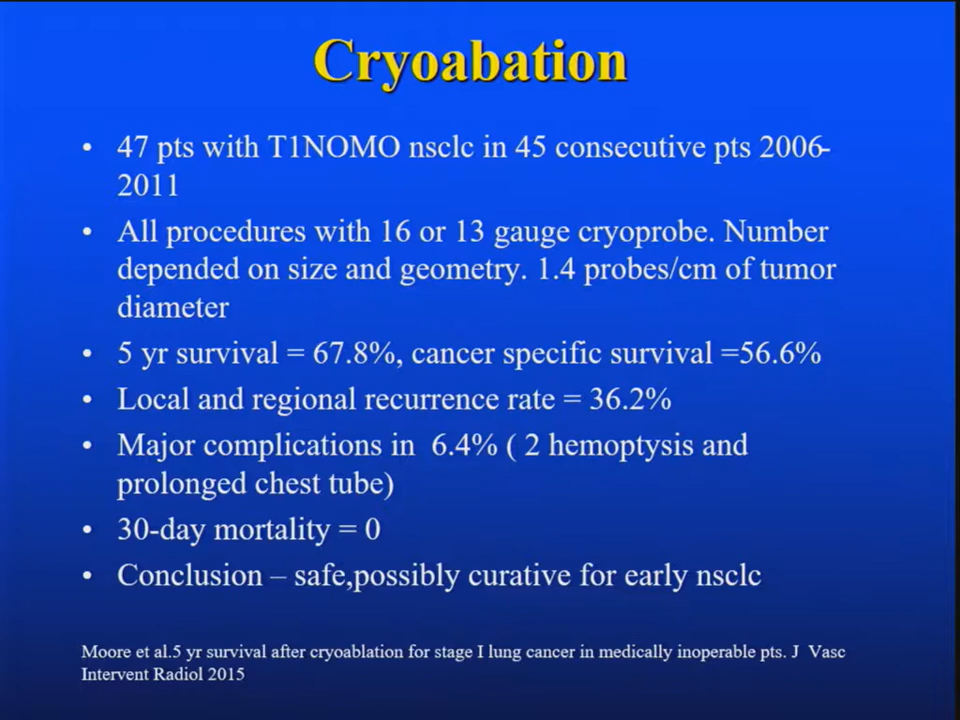 Cryoabation
• 47 pts with T1NOMO nsclc in 45 consecutive pts 2006-
2011
• All procedures with 16 or 13 gauge cryoprobe. Number
depended on size and geometry. 1.4 probes/cm of tumor
diameter
• 5 yr survival = 67.8%, cancer specific survival =56.6%
• Local and regional recurrence rate = 36.2%
• Major complications in  6.4% ( 2 hemoptysis and
prolonged chest tube)
• 30-day mortality = 0
• Conclusion – safe,possibly curative for early nsclc
Moore et al.5 yr survival after cryoablation for stage I lung cancer in medically inoperable pts. J  Vasc
Intervent Radiol 2015